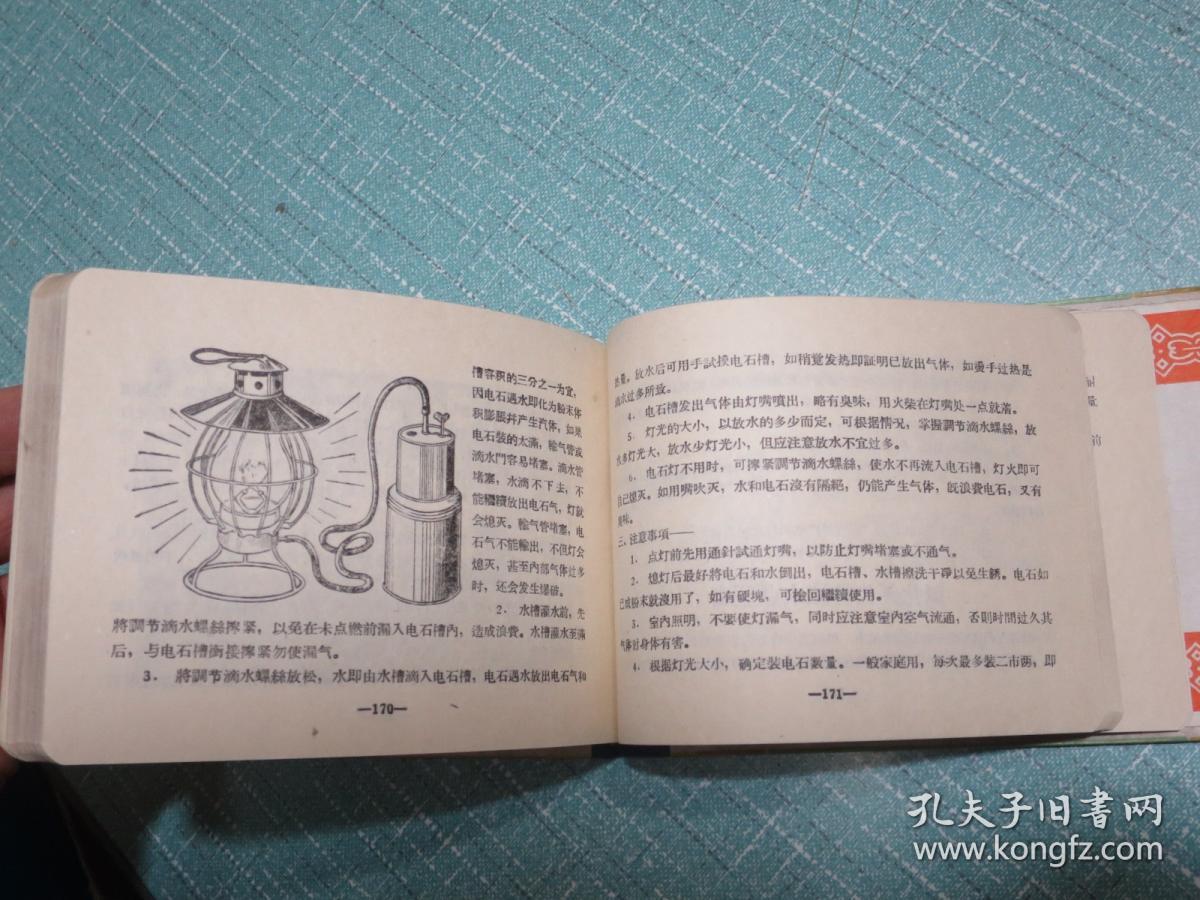 槽容积的三分之一为宜,
因电石遇水即化为粉末体
积膨胀并产生汽体,如果
电石装的太满,輸气管或
滴水門容易堵塞。滴水管
堵塞,水滴不下去,不
能繼續放出电石气,灯就
会熄灭。輸气管堵塞,电
石气不能輸出,不但灯会
熄灭,甚至內部气体过多
时,还会发生爆破。
2.水槽灌水前,先
將調节滴水螺絲擰紧,以免在未点燃前漏入电石槽內,造成浪費。水槽灌水至滿
后,与电石槽銜接擰紧勿使漏气。
3.將調节滴水螺絲放松,水即由水槽滴入电石槽,电石遇水放出电石气和
—170—
热量。放水后可用手試摸电石槽,如稍觉发热即証明已放出气体,如燙手过热是
滴水过多所致。
4.电石槽发出气体由灯嘴噴出,略有臭味,用火柴在灯嘴处一点就着。
5.灯光的大小,以放水的多少而定,可根据情况,掌握調节滴水螺絲,放
水多灯光大,放水少灯光小,但应注意放水不宜过多。
6.电石灯不用时,可擰紧調节滴水螺絲,使水不再流入电石槽,灯火即可
自已熄灭。如用嘴吹灭,水和电石沒有隔絕,仍能产生气体,旣浪費电石,又有
臭味。
三、注意事項——
1.点灯前先用通針試通灯嘴,以防止灯嘴堵塞或不通气。
2.熄灯后最好將电石和水倒出,电石槽、水槽擦洗干淨以免生銹。电石如
已成粉末就沒用了,如有硬塊,可檢回繼續使用。
3.室內照明,不要使灯漏气,同时应注意室內空气流通,否則时間过久其
气体对身体有害。
4.根据灯光大小,确定装电石数量。一般家庭用,每次最多装二市两,即
—171—
量
前
孔夫子旧书网
www.kongfz.com